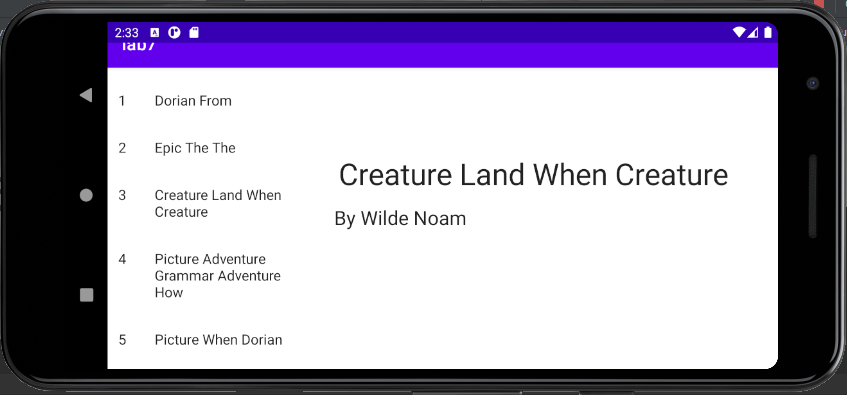 2:33
lab7
1 Dorian From
2 Epic The The
3 Creature Land When
Creature
4 Picture Adventure
Grammar Adventure
How
5 Picture When Dorian
Creature Land When Creature
By Wilde Noam